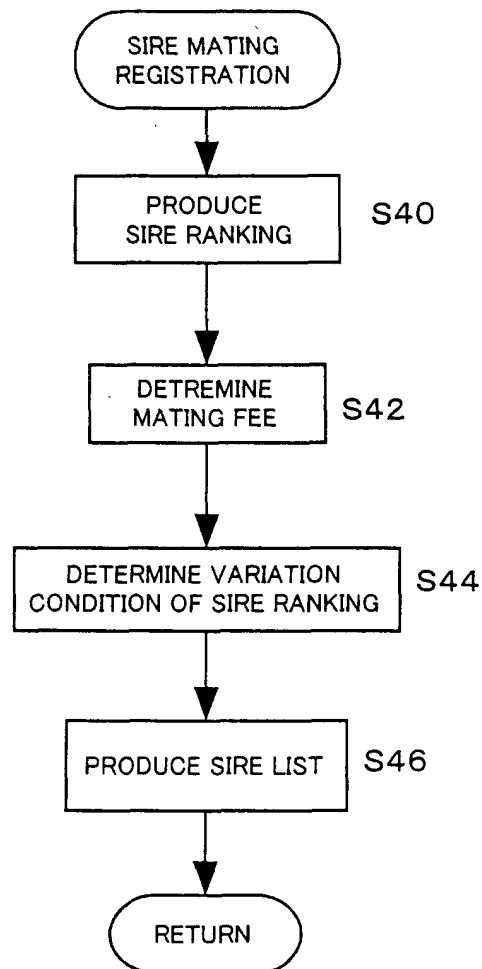 SIRE MATING
REGISTRATION
PRODUCE
SIRE RANKING
S40
DETREMINE
MATING FEE
S42
DETERMINE VARIATION
CONDITION OF SIRE RANKING
S44
PRODUCE SIRE LIST
S46
RETURN